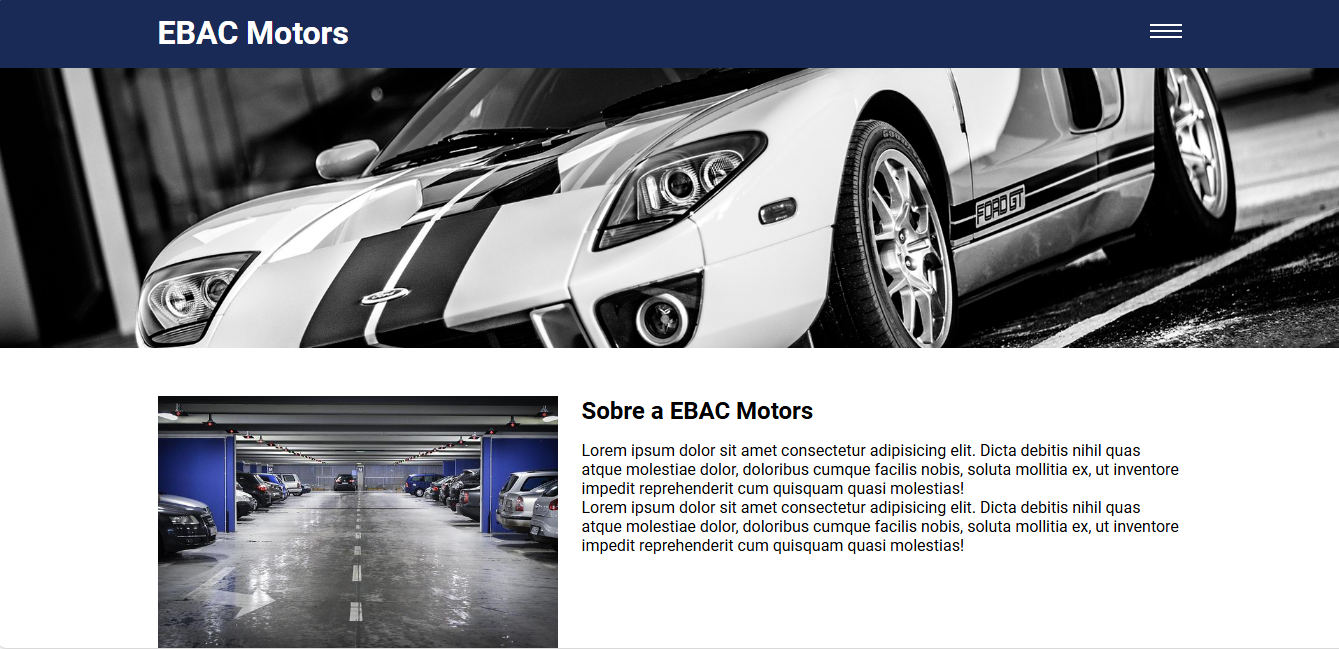 EBAC Motors
FORD GT
Sobre a EBAC Motors
Lorem ipsum dolor sit amet consectetur adipisicing elit. Dicta debitis nihil quas
atque molestiae dolor, doloribus cumque facilis nobis, soluta mollitia ex, ut inventore
impedit reprehenderit cum quisquam quasi molestias!
Lorem ipsum dolor sit amet consectetur adipisicing elit. Dicta debitis nihil quas
atque molestiae dolor, doloribus cumque facilis nobis, soluta mollitia ex, ut inventore
impedit reprehenderit cum quisquam quasi molestias!